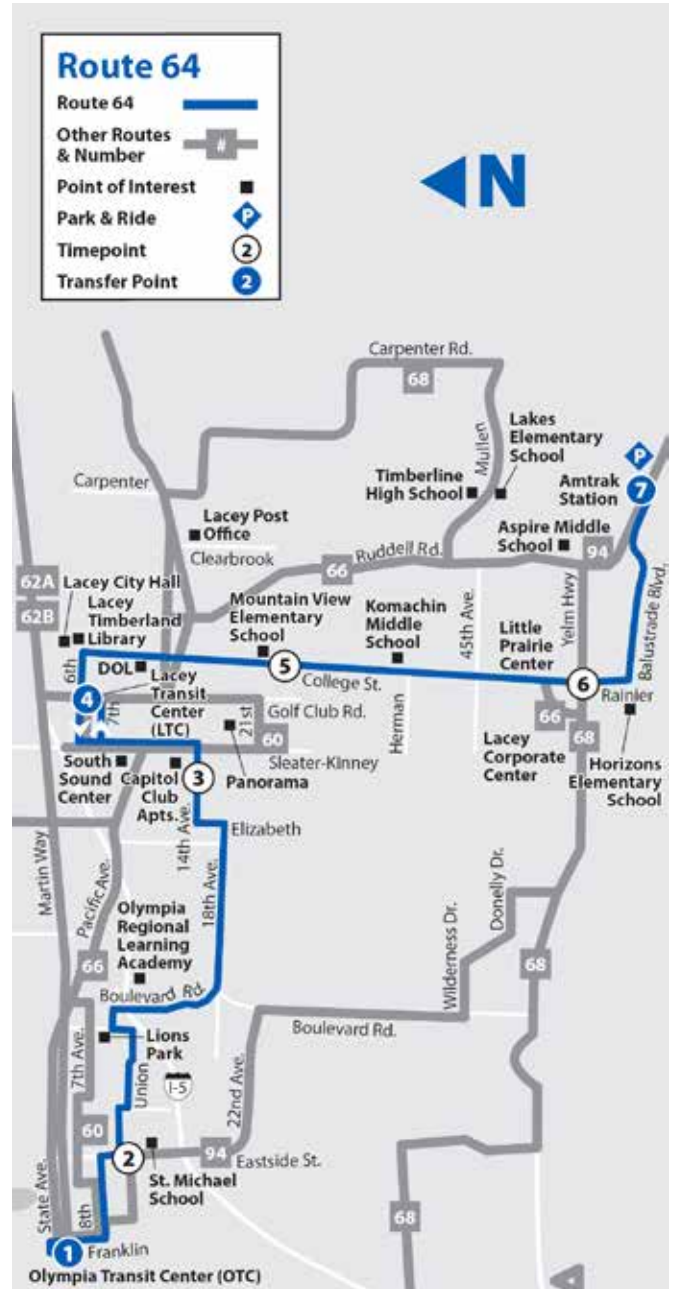 Route 64
Route 64
Other Routes
& Number
#
Point of Interest
Park & Ride
P
Timepoint
2
Transfer Point
2
N
Carpenter Rd.
68
Mullen
Lakes
Elementary
School
Timberline
High School
P
Amtrak
Station
7
Aspire Middle
School
94
Carpenter
Lacey Post
Office
Clearbrook
Ruddell Rd.
66
62A
62B
Lacey City Hall
Lacey
Timberland
Library
Mountain View
Elementary
School
Komachin
Middle
School
45th Ave.
Little
Prairie
Center
Yelm Hwy
Balustrade Blvd.
6th
DOL
5
College St.
6
Rainier
4
7th
Lacey
Transit
Center
(LTC)
21st
Golf Club Rd.
60
Herman
66
68
Sleater-Kinney
South
Sound
Center
Capitol
Club
Apts.
3
Panorama
Lacey
Corporate
Center
Horizons
Elementary
School
Martin Way
Pacific Ave.
14th Ave.
Elizabeth
18th Ave.
Olympia
Regional
Learning
Academy
66
Boulevard Rd.
Donelly Dr.
Wilderness Dr.
68
7th Ave.
Lions
Park
Union
I-5
22nd Ave.
Boulevard Rd.
60
2
94
Eastside St.
St. Michael
School
State Ave.
8th
68
1
Franklin
Olympia Transit Center (OTC)